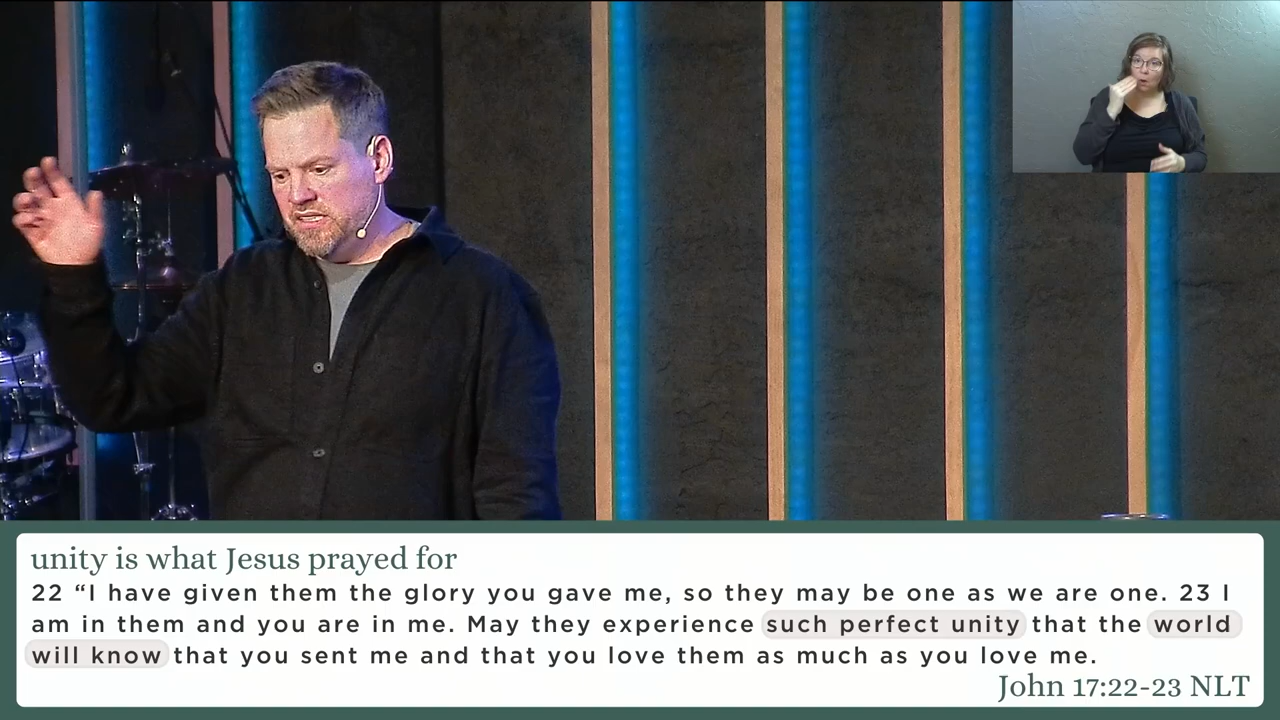 unity is what Jesus prayed for
22 “I have given them the glory you gave me, so they may be one as we are one. 23 I
am in them and you are in me. May they experience such perfect unity that the world
will know that you sent me and that you love them as much as you love me.
John 17:22-23 NLT